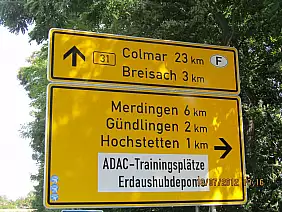 31 Colmar 23 km F
Breisach 3 km
Merdingen 6 km
Gündlingen 2 km
Hochstetten 1 km
ADAC-Trainingsplätze
Erdaushubdeponie